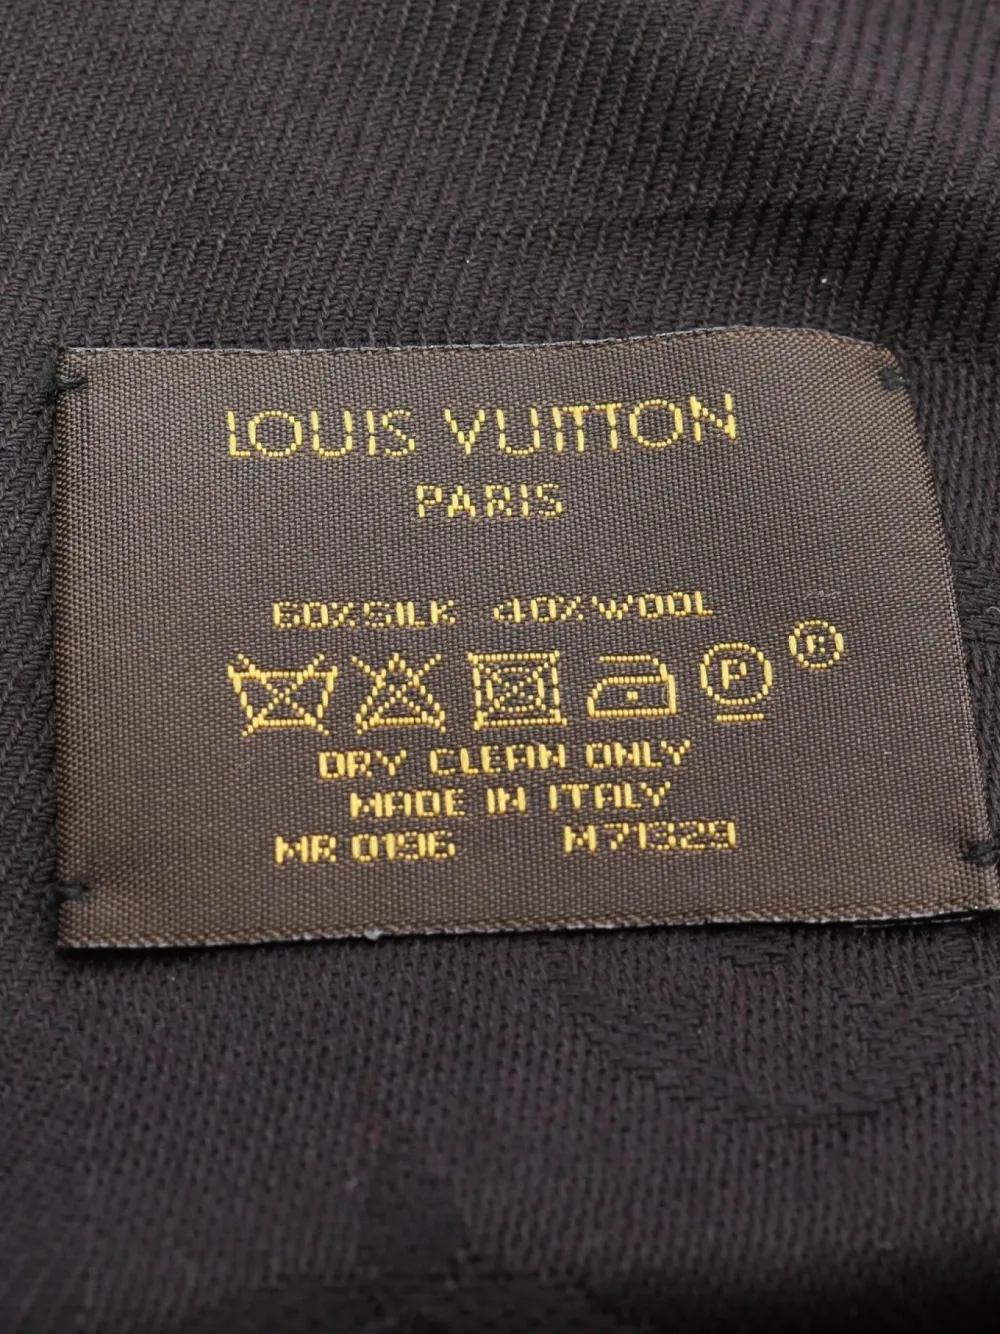 LOUIS VUITTON
PARIS
60% SILK 40% WOOL
P ®
DRY CLEAN ONLY
MADE IN ITALY
MR 0196 M71329